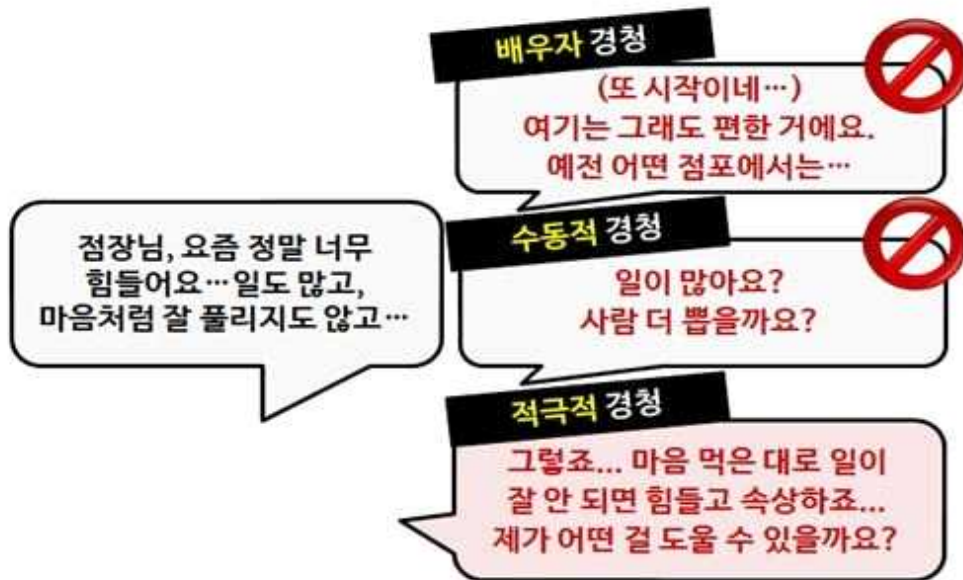 점장님, 요즘 정말 너무
힘들어요…일도 많고,
마음처럼 잘 풀리지도 않고…
배우자 경청
(또 시작이네…)
여기는 그래도 편한 거에요.
예전 어떤 점포에서는…
수동적 경청
일이 많아요?
사람 더 뽑을까요?
적극적 경청
그렇죠... 마음 먹은 대로 일이
잘 안 되면 힘들고 속상하죠...
제가 어떤 걸 도울 수 있을까요?